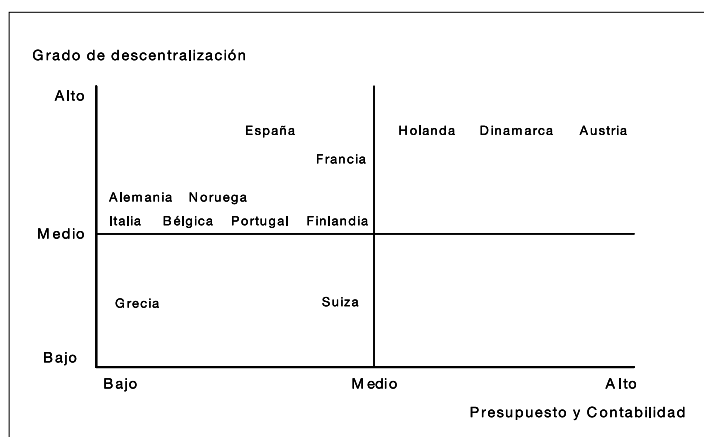 Grado de descentralización
Alto
España Holanda Dinamarca Austria
Francia
Alemania Noruega
Italia Bélgica Portugal Finlandia
Medio
Grecia Suiza
Bajo
Bajo Medio Alto
Presupuesto y Contabilidad